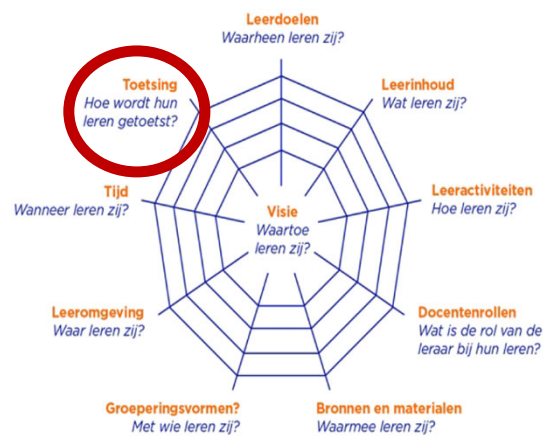 Leerdoelen
Waarheen leren zij?
Toetsing
Hoe wordt hun
leren getoetst?
Leerinhoud
Wat leren zij?
Tijd
Wanneer leren zij?
Visie
Waartoe
leren zij?
Leeractiviteiten
Hoe leren zij?
Leeromgeving
Waar leren zij?
Docentenrollen
Wat is de rol van de
leraar bij hun leren?
Groeperingsvormen?
Met wie leren zij?
Bronnen en materialen
Waarmee leren zij?